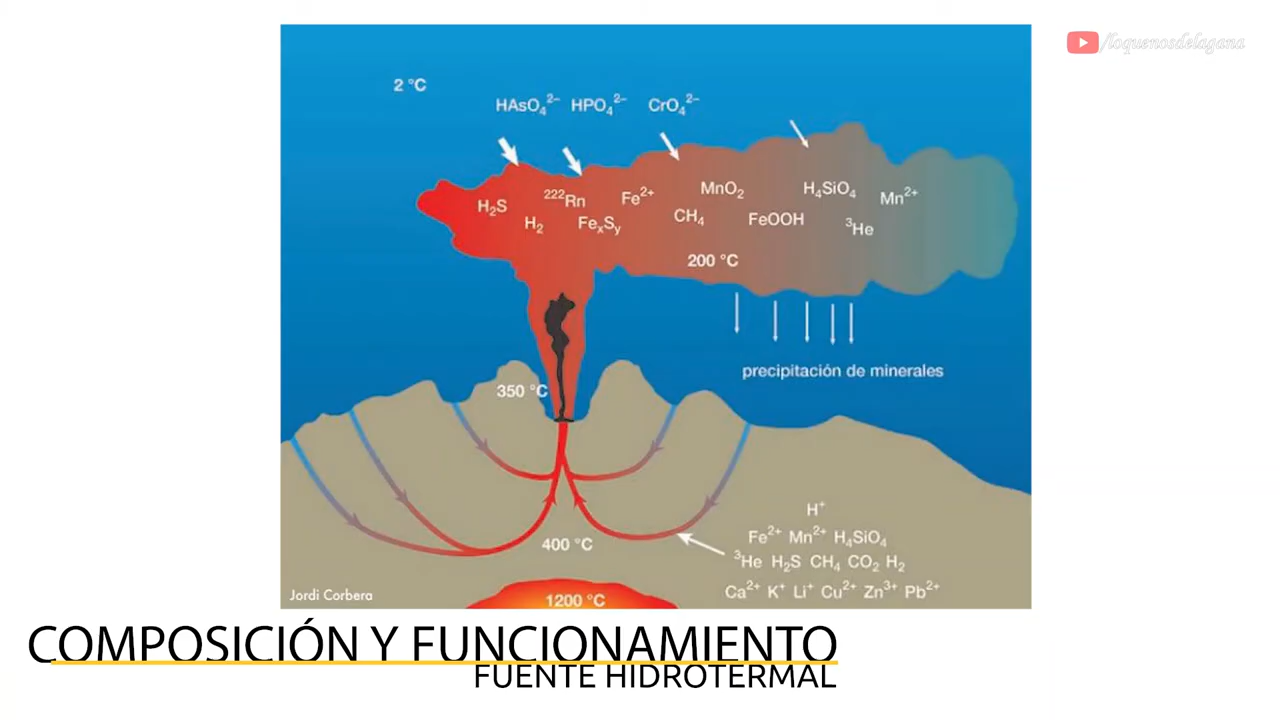 /loquenosdelagana
2 °C
HAsO₄²⁻ HPO₄²⁻ CrO₄²⁻
H₂S ²²²Rn Fe²⁺ MnO₂ H₄SiO₄ Mn²⁺
H₂ FeₓSᵧ CH₄ FeOOH ³He
200 °C
precipitación de minerales
350 °C
400 °C
H⁺
Fe²⁺ Mn²⁺ H₄SiO₄
³He H₂S CH₄ CO₂ H₂
Ca²⁺ K⁺ Li⁺ Cu²⁺ Zn³⁺ Pb²⁺
Jordi Corbera
1200 °C
COMPOSICIÓN Y FUNCIONAMIENTO
FUENTE HIDROTERMAL